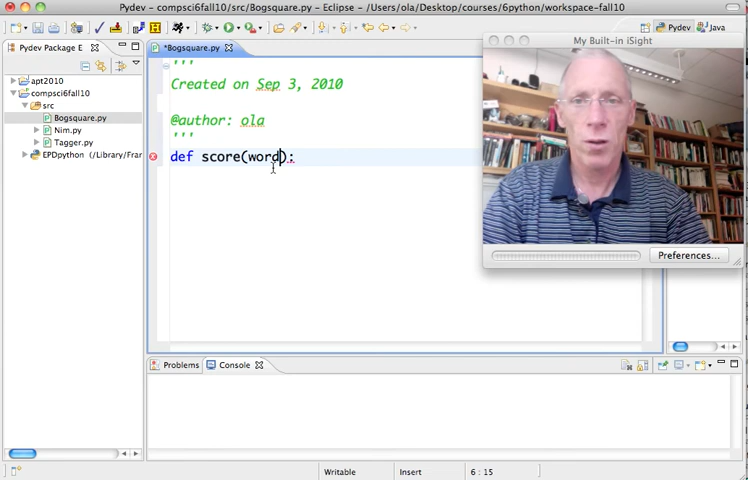 Pydev - compsci6fall10/src/Bogsquare.py - Eclipse - /Users/ola/Desktop/courses/6python/workspace-fall10
Pydev
Java
Pydev Package E
*Bogsquare.py
My Built-in iSight
apt2010
compsci6fall10
src
Bogsquare.py
Nim.py
Tagger.py
EPDpython (/Library/Fran
'''
Created on Sep 3, 2010
@author: ola
'''
def score(word):
Preferences...
Problems
Console
Writable
Insert
6 : 15